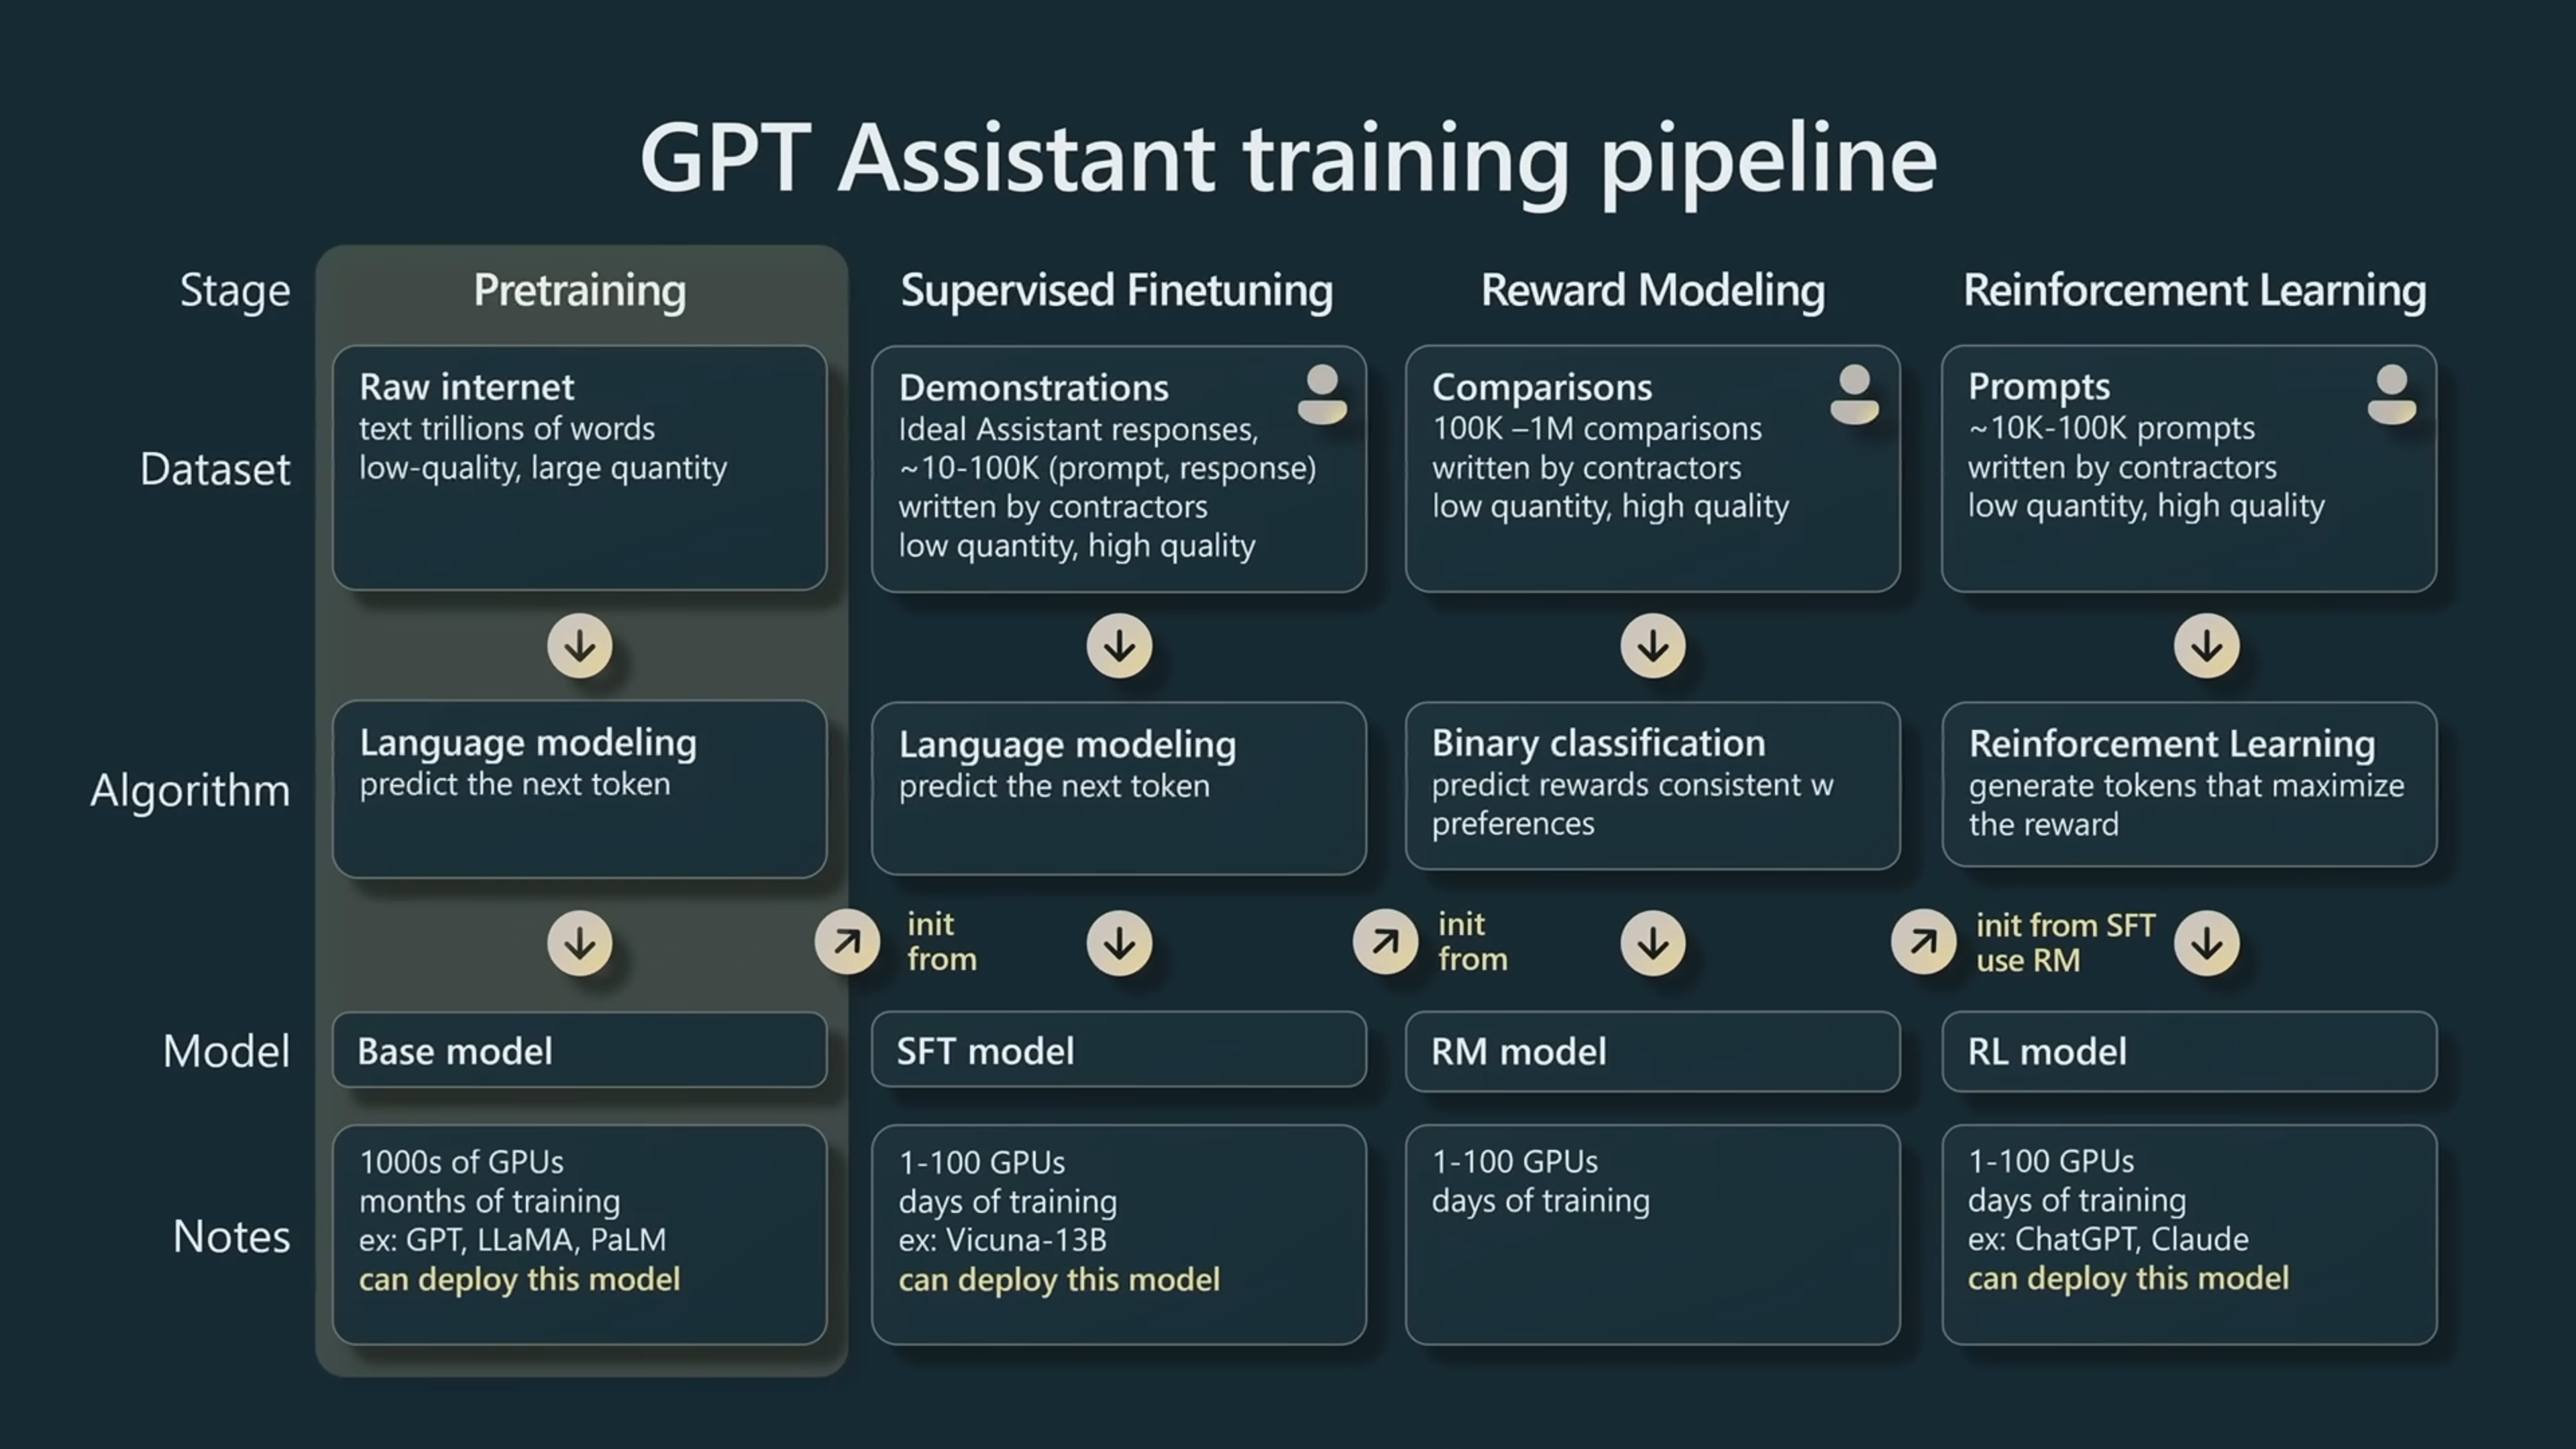 GPT Assistant training pipeline
Stage
Pretraining
Supervised Finetuning
Reward Modeling
Reinforcement Learning
Dataset
Raw internet
text trillions of words
low-quality, large quantity
Demonstrations
Ideal Assistant responses,
~10-100K (prompt, response)
written by contractors
low quantity, high quality
Comparisons
100K –1M comparisons
written by contractors
low quantity, high quality
Prompts
~10K-100K prompts
written by contractors
low quantity, high quality
Algorithm
Language modeling
predict the next token
Language modeling
predict the next token
Binary classification
predict rewards consistent w
preferences
Reinforcement Learning
generate tokens that maximize
the reward
init
from
init
from
init from SFT
use RM
Model
Base model
SFT model
RM model
RL model
Notes
1000s of GPUs
months of training
ex: GPT, LLaMA, PaLM
can deploy this model
1-100 GPUs
days of training
ex: Vicuna-13B
can deploy this model
1-100 GPUs
days of training
1-100 GPUs
days of training
ex: ChatGPT, Claude
can deploy this model